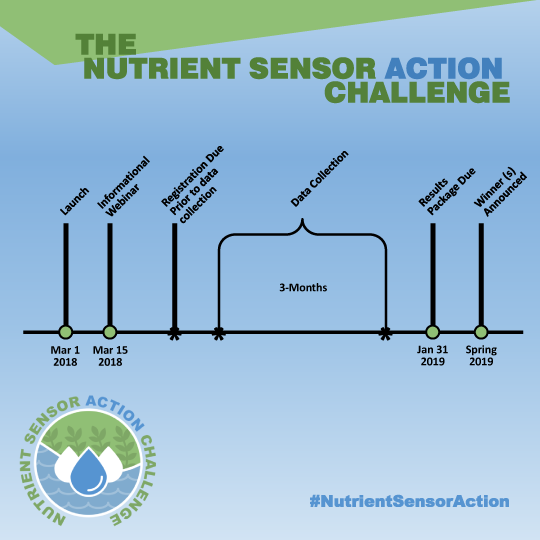 THE
NUTRIENT SENSOR ACTION
CHALLENGE
Launch
Informational
Webinar
Registration Due
Prior to data
collection
Data Collection
Results
Package Due
Winner (s)
Announced
3-Months
Mar 1
2018
Mar 15
2018
Jan 31
2019
Spring
2019
NUTRIENT SENSOR ACTION CHALLENGE
#NutrientSensorAction